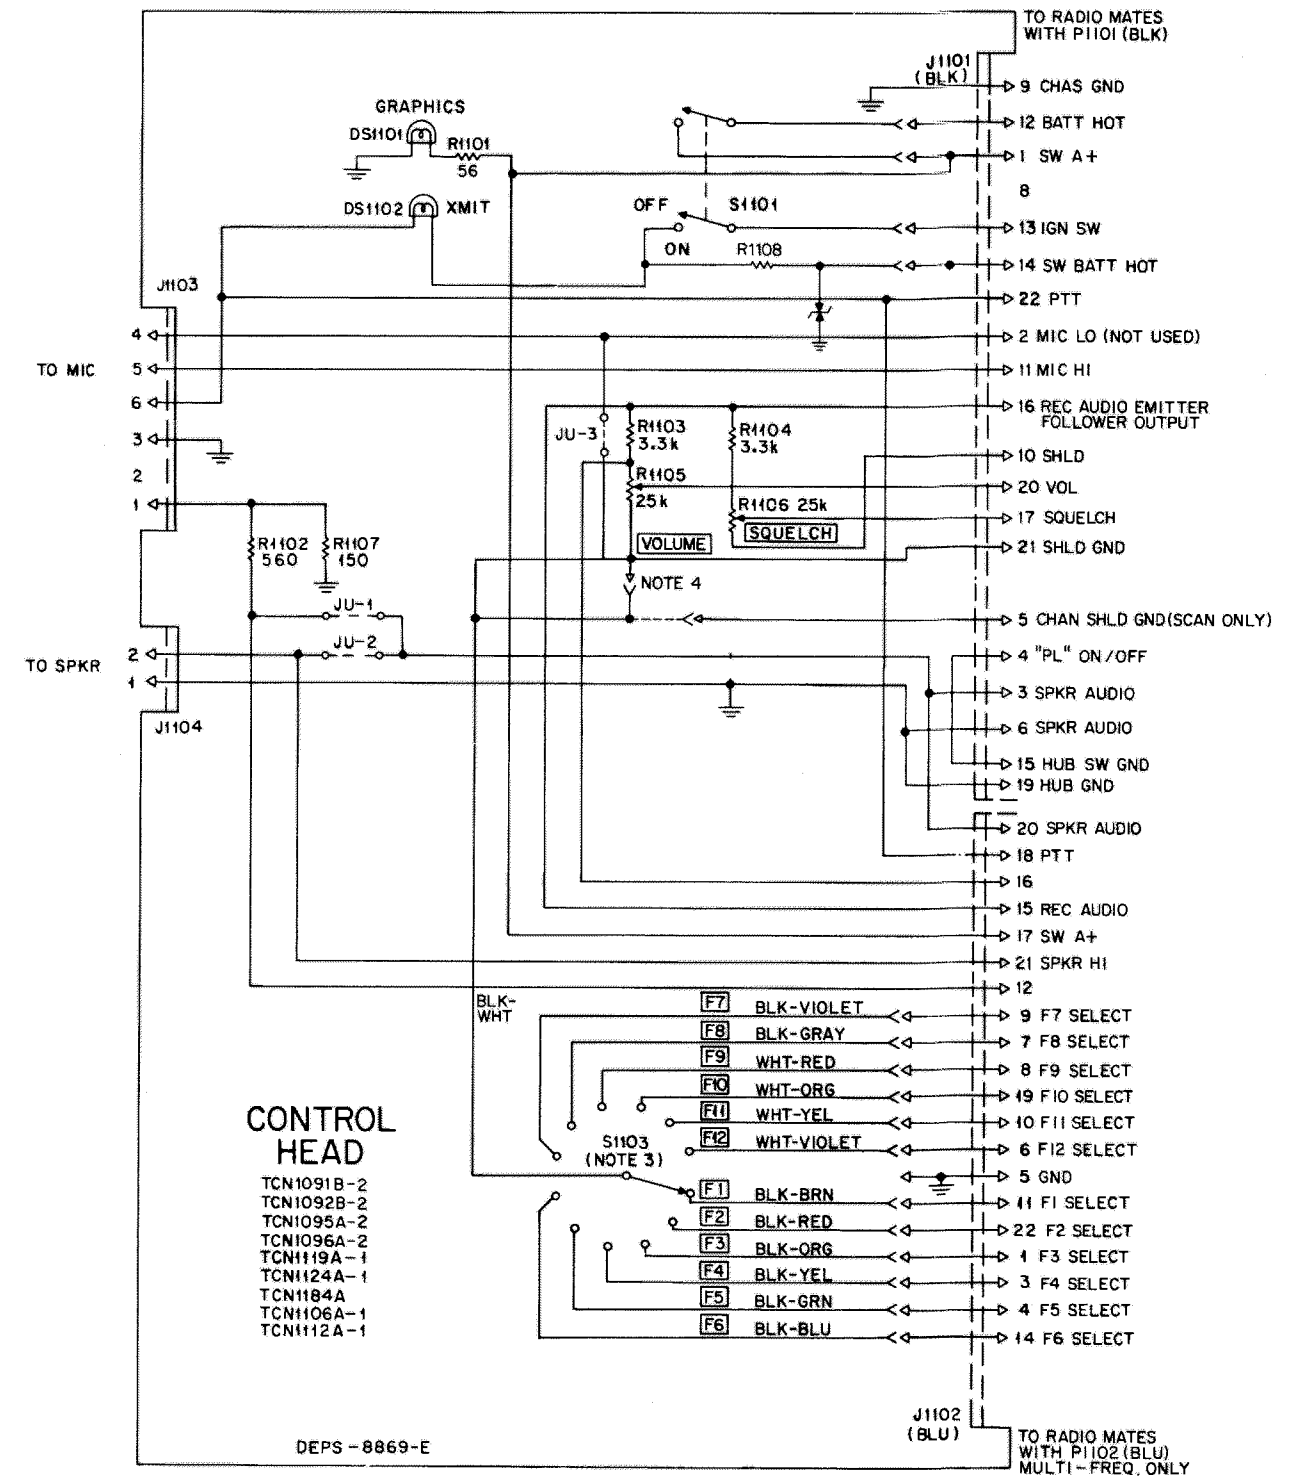 TO RADIO MATES
WITH P1101 (BLK)
J1101
(BLK)
9 CHAS GND
GRAPHICS
DS1101
R1101
56
12 BATT HOT
1 SW A+
8
DS1102
XMIT
OFF
S1101
ON
13 IGN SW
R1108
14 SW BATT HOT
J1103
22 PTT
4
2 MIC LO (NOT USED)
TO MIC
5
11 MIC HI
6
16 REC AUDIO EMITTER
FOLLOWER OUTPUT
3
JU-3
R1103
3.3k
R1104
3.3k
10 SHLD
2
R1105
25k
20 VOL
1
R1106 25k
17 SQUELCH
SQUELCH
R1102
560
R1107
150
VOLUME
21 SHLD GND
NOTE 4
JU-1
5 CHAN SHLD GND(SCAN ONLY)
JU-2
TO SPKR
2
4 "PL" ON/OFF
1
3 SPKR AUDIO
J1104
6 SPKR AUDIO
15 HUB SW GND
19 HUB GND
20 SPKR AUDIO
18 PTT
16
15 REC AUDIO
17 SW A+
21 SPKR HI
12
BLK-
WHT
F7 BLK-VIOLET 9 F7 SELECT
F8 BLK-GRAY 7 F8 SELECT
F9 WHT-RED 8 F9 SELECT
F10 WHT-ORG 19 F10 SELECT
F11 WHT-YEL 10 F11 SELECT
F12 WHT-VIOLET 6 F12 SELECT
S1103
(NOTE 3)
5 GND
F1 BLK-BRN 11 F1 SELECT
F2 BLK-RED 22 F2 SELECT
F3 BLK-ORG 1 F3 SELECT
F4 BLK-YEL 3 F4 SELECT
F5 BLK-GRN 4 F5 SELECT
F6 BLK-BLU 14 F6 SELECT
CONTROL
HEAD
TCN1091B-2
TCN1092B-2
TCN1095A-2
TCN1096A-2
TCN1119A-1
TCN1124A-1
TCN1184A
TCN1106A-1
TCN1112A-1
J1102
(BLU)
DEPS-8869-E
TO RADIO MATES
WITH P1102 (BLU)
MULTI-FREQ. ONLY